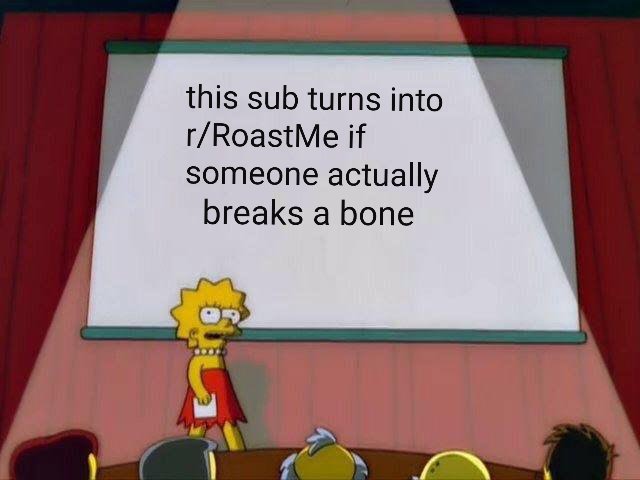 this sub turns into
r/RoastMe if
someone actually
breaks a bone